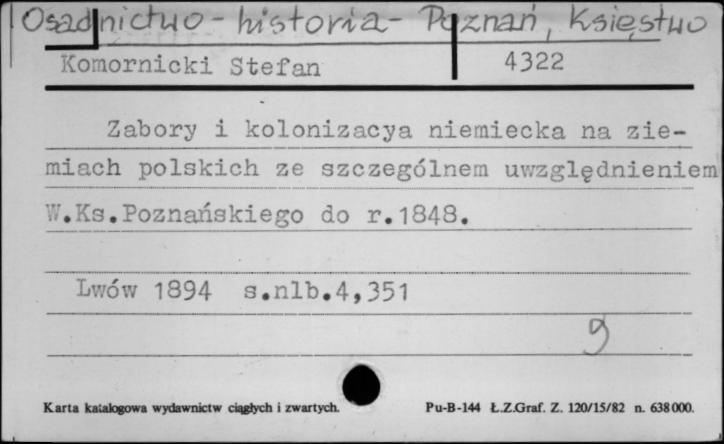 Osadnictwo - historia - Poznań, Księstwo
Komornicki Stefan 4322
Zabory i kolonizacya niemiecka na zie-
miach polskich ze szczególnem uwzględnieniem
W.Ks.Poznańskiego do r.1848.
Lwów 1894 s.nlb.4,351
9
Karta katalogowa wydawnictw ciągłych i zwartych. Pu-B-144 Ł.Z.Graf. Z. 120/15/82 n. 638000.